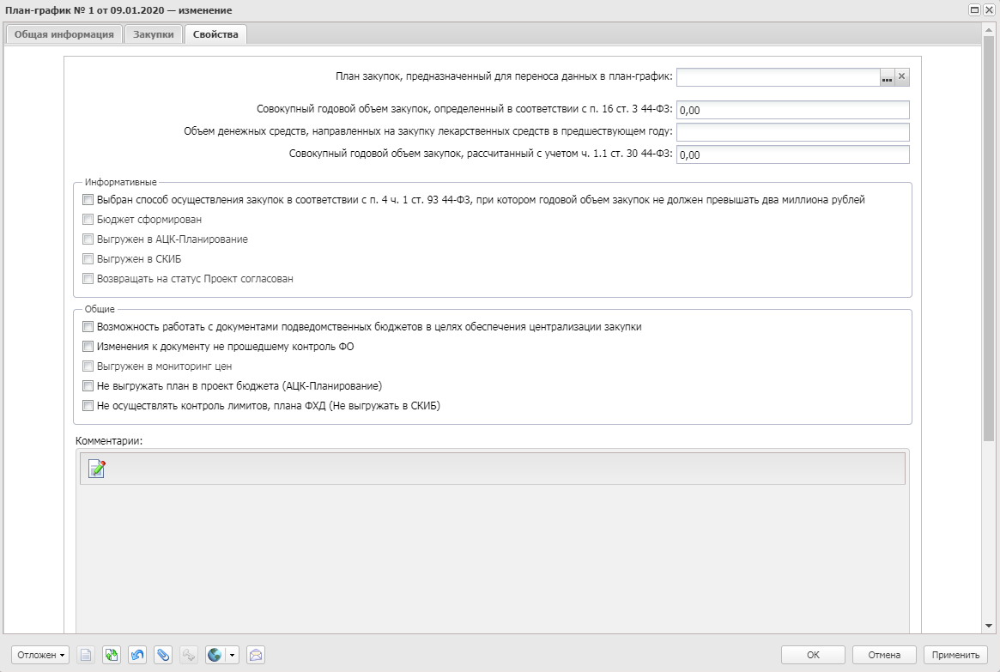 План-график № 1 от 09.01.2020 — изменение
Общая информация
Закупки
Свойства
План закупок, предназначенный для переноса данных в план-график:
Совокупный годовой объем закупок, определенный в соответствии с п. 16 ст. 3 44-ФЗ: 0,00
Объем денежных средств, направленных на закупку лекарственных средств в предшествующем году:
Совокупный годовой объем закупок, рассчитанный с учетом ч. 1.1 ст. 30 44-ФЗ: 0,00
Информативные
Выбран способ осуществления закупок в соответствии с п. 4 ч. 1 ст. 93 44-ФЗ, при котором годовой объем закупок не должен превышать два миллиона рублей
Бюджет сформирован
Выгружен в АЦК-Планирование
Выгружен в СКИБ
Возвращать на статус Проект согласован
Общие
Возможность работать с документами подведомственных бюджетов в целях обеспечения централизации закупки
Изменения к документу не прошедшему контроль ФО
Выгружен в мониторинг цен
Не выгружать план в проект бюджета (АЦК-Планирование)
Не осуществлять контроль лимитов, плана ФХД (Не выгружать в СКИБ)
Комментарии:
Отложен
ОК
Отмена
Применить